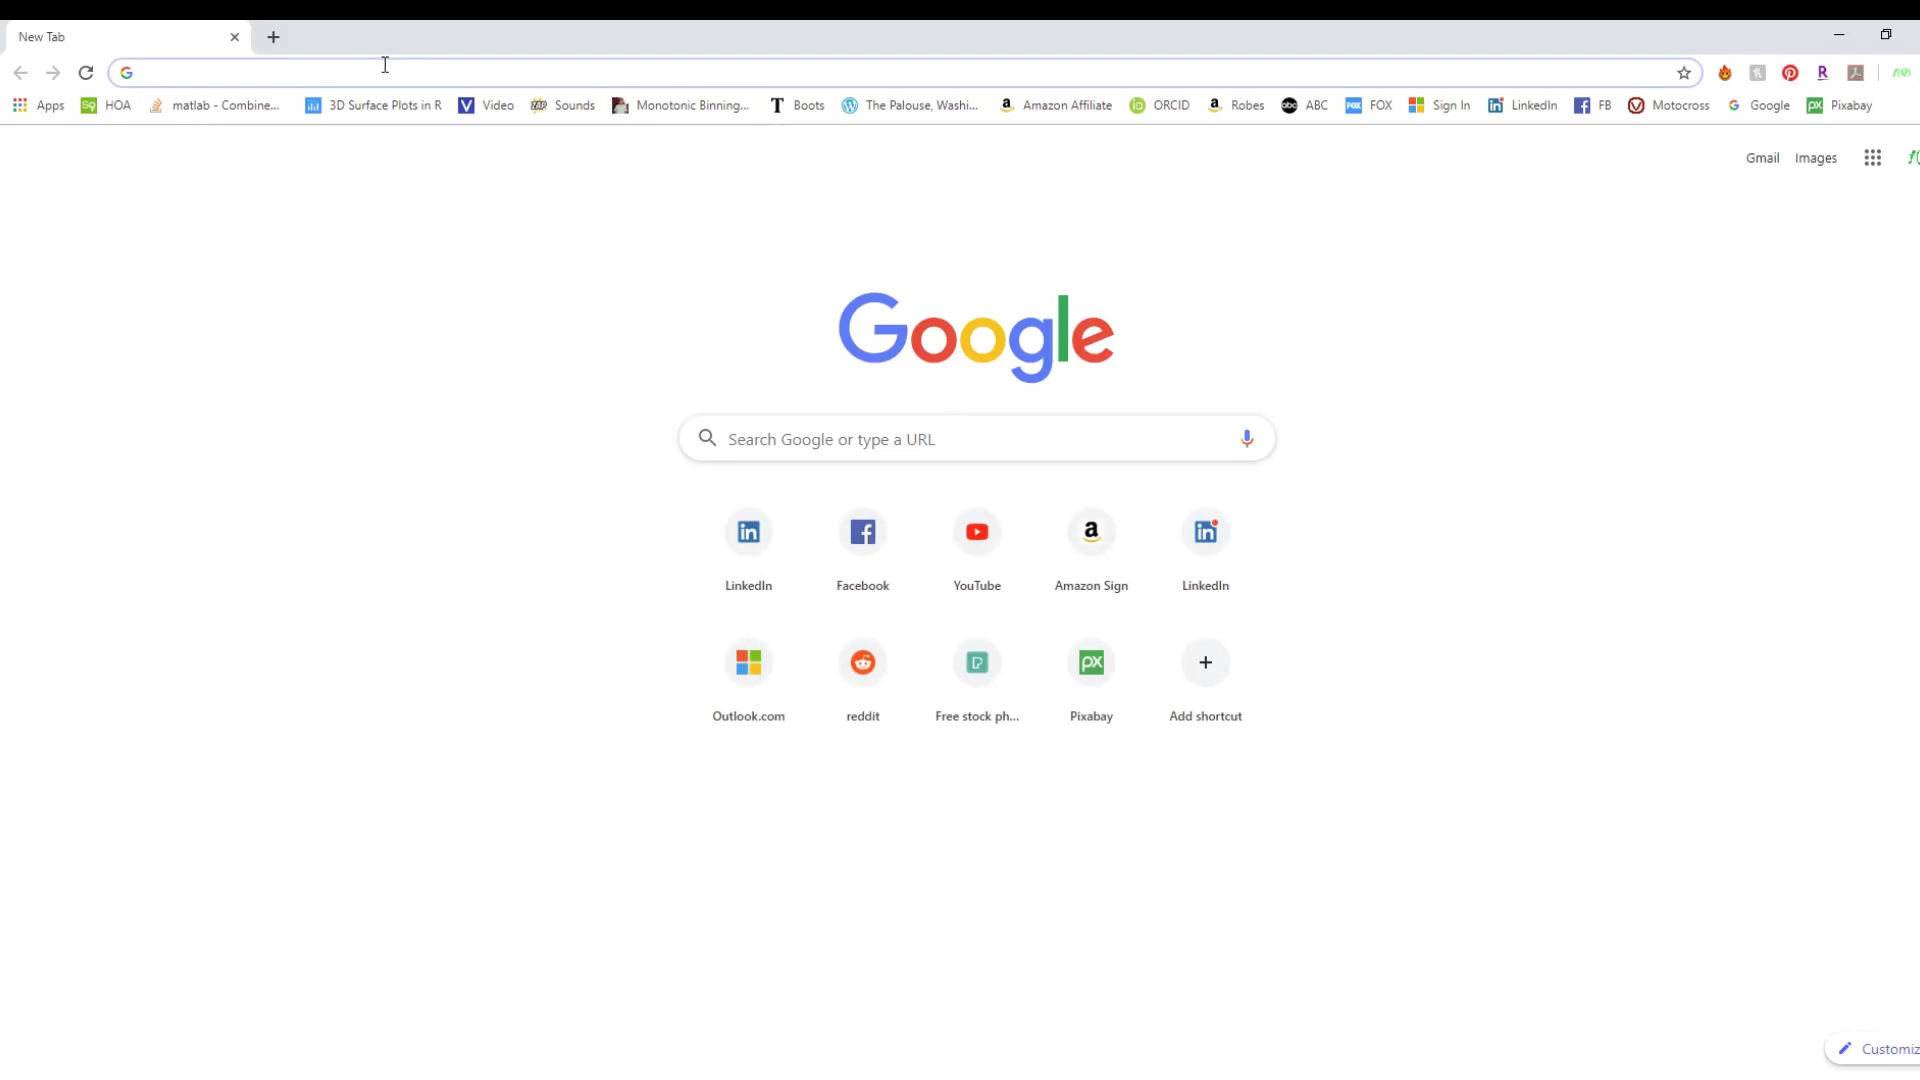 New Tab
Apps HOA matlab - Combine... 3D Surface Plots in R Video Sounds Monotonic Binning... Boots The Palouse, Washi... Amazon Affiliate ORCID Robes ABC FOX Sign In LinkedIn FB Motocross Google Pixabay
Gmail Images
Google
Search Google or type a URL
LinkedIn Facebook YouTube Amazon Sign LinkedIn
Outlook.com reddit Free stock ph... Pixabay Add shortcut
Customiz